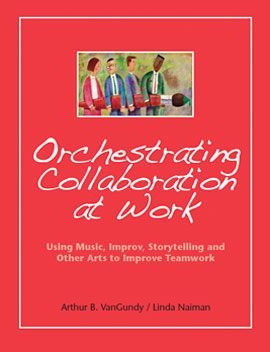 Orchestrating
Collaboration
at Work
Using Music, Improv, Storytelling and
Other Arts to Improve Teamwork
Arthur B. VanGundy / Linda Naiman